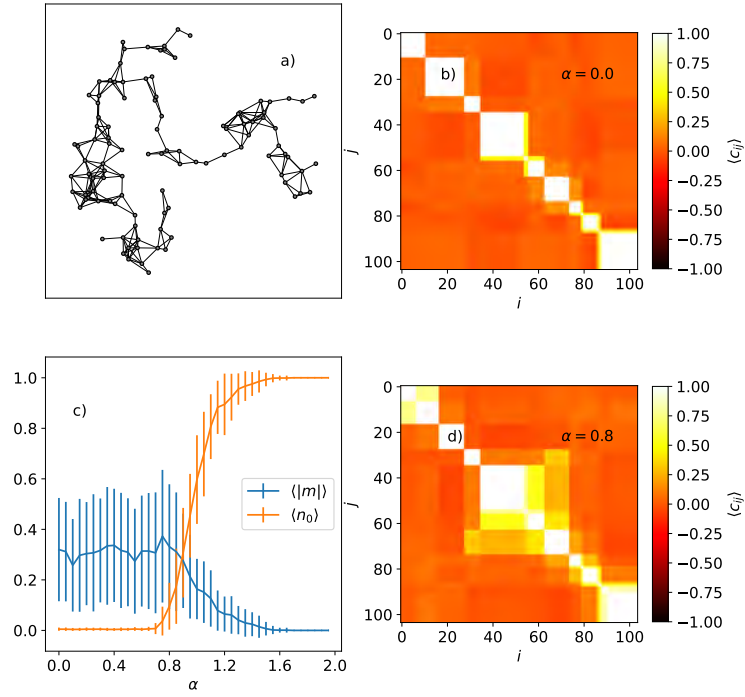 a)
b)
α = 0.0
0
20
40
60
80
100
j
0 20 40 60 80 100
i
1.00
0.75
0.50
0.25
0.00
−0.25
−0.50
−0.75
−1.00
⟨c_ij⟩
c)
1.0
0.8
0.6
0.4
0.2
0.0
0.0 0.4 0.8 1.2 1.6 2.0
α
⟨|m|⟩
⟨n₀⟩
d)
α = 0.8
0
20
40
60
80
100
j
0 20 40 60 80 100
i
1.00
0.75
0.50
0.25
0.00
−0.25
−0.50
−0.75
−1.00
⟨c_ij⟩